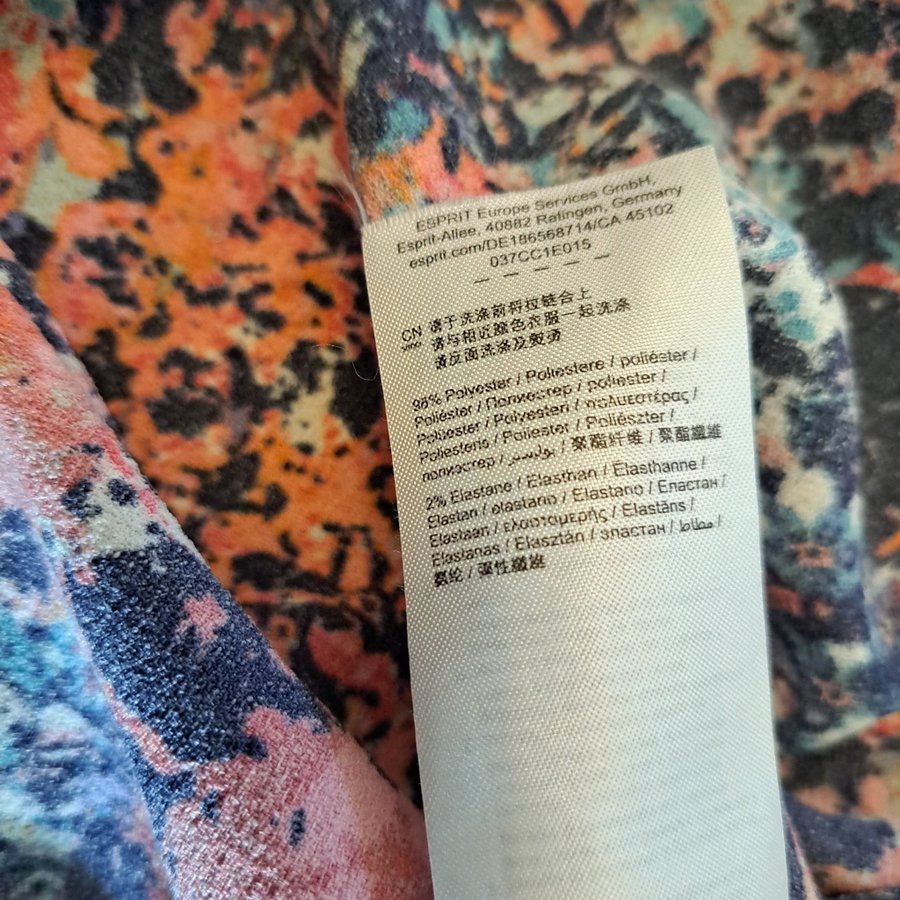 ESPRIT Europe Services GmbH,
Esprit-Allee, 40882 Ratingen, Germany
esprit.com/DE186568714/CA 45102
037CC1E015
— — — — —
CN 请于洗涤前将拉链合上
请与相近颜色衣服一起洗涤
请反面洗涤及熨烫
98% Polyester / Poliestere / poliéster /
Poliéster / Полиестер / poliester /
Poluester / Polyesteri / πολυεστέρας /
Poliesteris / Poliester / Poliészter /
полиэстер / بوليستر / 聚酯纤维 / 聚酯纖維
2% Elastane / Elasthan / Élasthanne /
Elastan / elastano / Elastano / Еластан /
Elastaan / ελαστομερής / Elastāns /
Elastanas / Elasztán / эластан / مطاط /
氨纶 / 彈性纖維